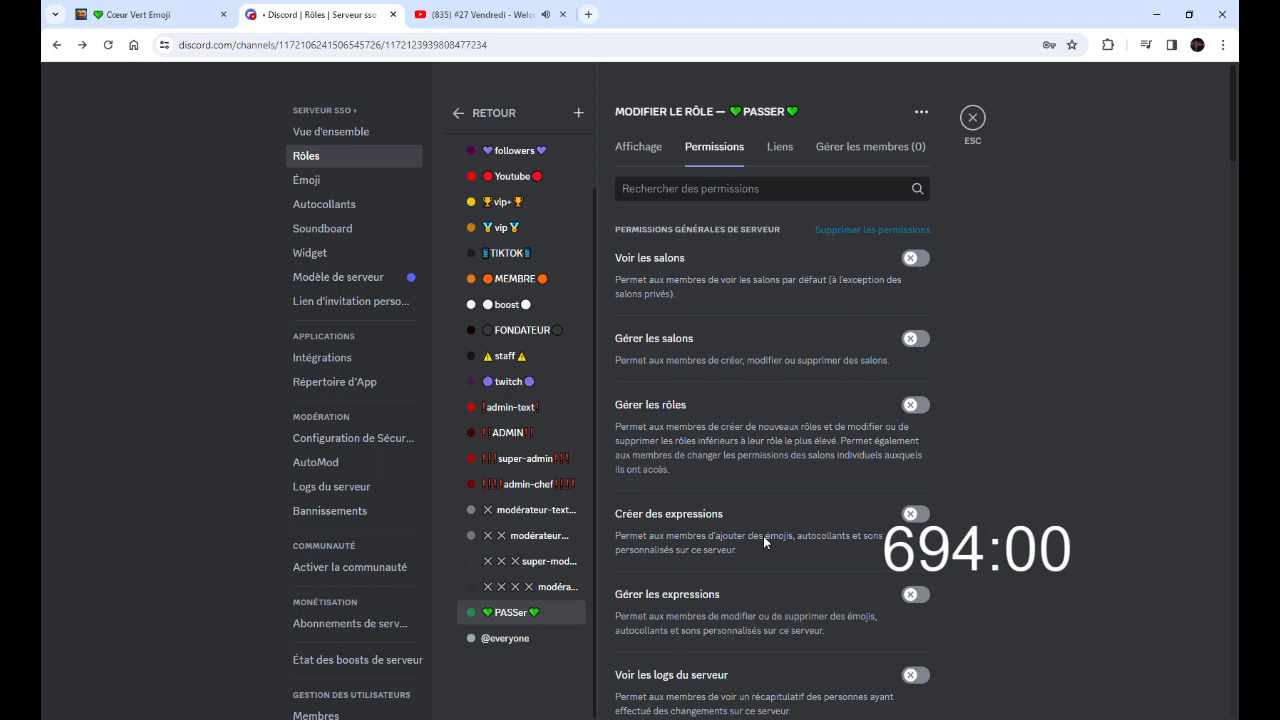 💚 Cœur Vert Emoji
• Discord | Rôles | Serveur sso
(835) #27 Vendredi - Welc
discord.com/channels/1172106241506545726/1172123939808477234
SERVEUR SSO +
Vue d'ensemble
Rôles
Émoji
Autocollants
Soundboard
Widget
Modèle de serveur
Lien d'invitation perso...
APPLICATIONS
Intégrations
Répertoire d'App
MODÉRATION
Configuration de Sécur...
AutoMod
Logs du serveur
Bannissements
COMMUNAUTÉ
Activer la communauté
MONÉTISATION
Abonnements de serv...
État des boosts de serveur
GESTION DES UTILISATEURS
Membres
RETOUR
💜followers💜
🔴Youtube🔴
🏆vip+🏆
🏅vip🏅
TIKTOK
🟠MEMBRE🟠
⚪boost⚪
FONDATEUR
⚠staff⚠
🟣twitch🟣
❗admin-text❗
❗❗ADMIN❗❗
❗❗❗super-admin❗❗❗
❗❗❗❗admin-chef❗❗❗❗
⚔ modérateur-text...
⚔ ⚔ modérateur...
⚔ ⚔ ⚔ super-mod...
⚔ ⚔ ⚔ ⚔ modéra...
💚PASSer💚
@everyone
MODIFIER LE RÔLE — 💚PASSER💚
ESC
Affichage Permissions Liens Gérer les membres (0)
Rechercher des permissions
PERMISSIONS GÉNÉRALES DE SERVEUR Supprimer les permissions
Voir les salons
Permet aux membres de voir les salons par défaut (à l'exception des
salons privés).
Gérer les salons
Permet aux membres de créer, modifier ou supprimer des salons.
Gérer les rôles
Permet aux membres de créer de nouveaux rôles et de modifier ou de
supprimer les rôles inférieurs à leur rôle le plus élevé. Permet également
aux membres de changer les permissions des salons individuels auxquels
ils ont accès.
Créer des expressions
Permet aux membres d'ajouter des émojis, autocollants et sons
personnalisés sur ce serveur.
694:00
Gérer les expressions
Permet aux membres de modifier ou de supprimer des émojis,
autocollants et sons personnalisés sur ce serveur.
Voir les logs du serveur
Permet aux membres de voir un récapitulatif des personnes ayant
effectué des changements sur ce serveur.